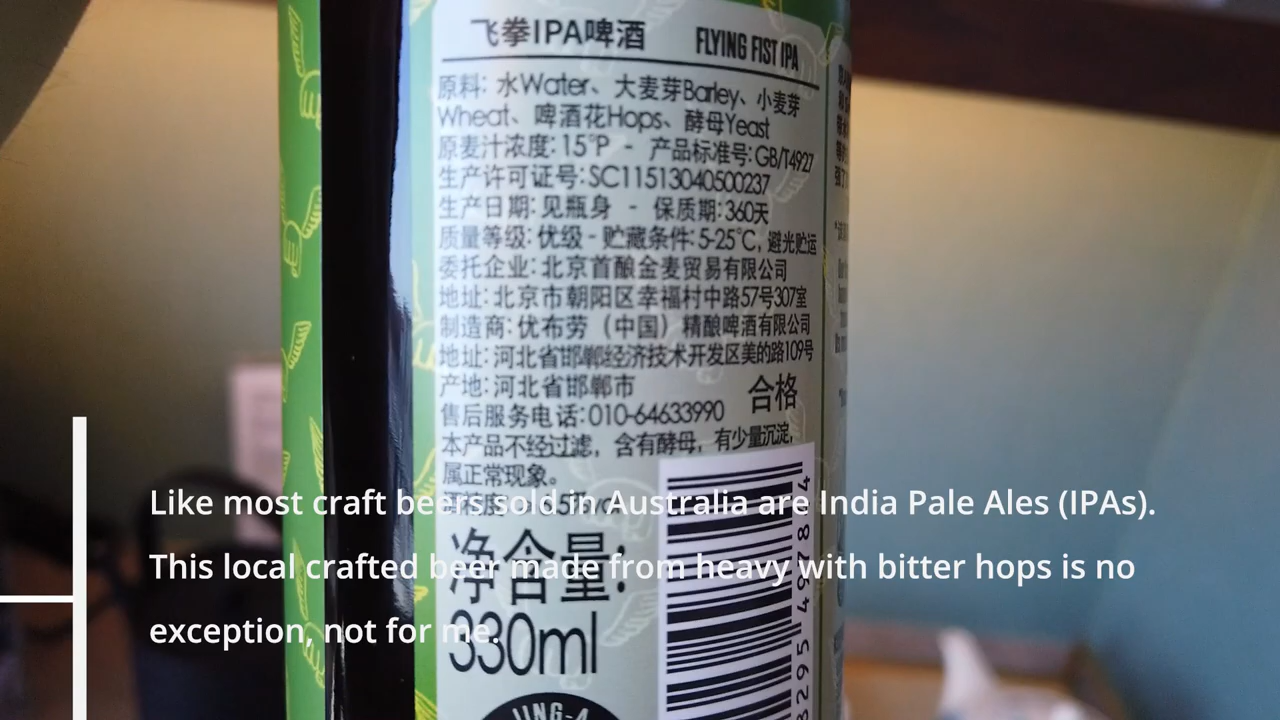 飞拳IPA啤酒 FLYING FIST IPA
原料: 水Water、大麦芽Barley、小麦芽
Wheat、啤酒花Hops、酵母Yeast
原麦汁浓度: 15°P - 产品标准号: GB/T4927
生产许可证号: SC11513040500237
生产日期: 见瓶身 - 保质期: 360天
质量等级: 优级 - 贮藏条件: 5-25℃, 避光贮运
委托企业: 北京首酿金麦贸易有限公司
地址: 北京市朝阳区幸福村中路57号307室
制造商: 优布劳（中国）精酿啤酒有限公司
地址: 河北省邯郸经济技术开发区美的路109号
产地: 河北省邯郸市
合格
售后服务电话: 010-64633990
本产品不经过滤，含有酵母，有少量沉淀，
属正常现象。
净含量:
330ml
JING-A
Like most craft beers sold in Australia are India Pale Ales (IPAs).
This local crafted beer made from heavy with bitter hops is no
exception, not for me.